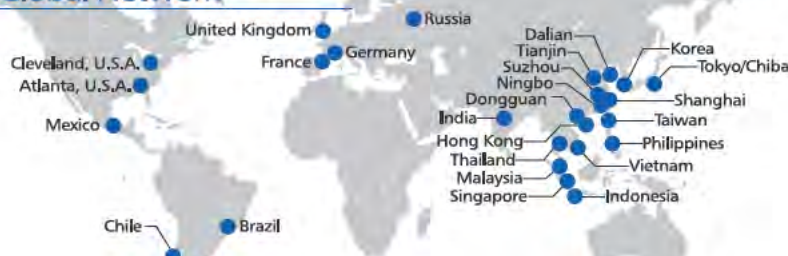 Russia
United Kingdom
Germany
France
Cleveland, U.S.A.
Atlanta, U.S.A.
Mexico
Chile
Brazil
Dalian
Tianjin
Korea
Suzhou
Tokyo/Chiba
Ningbo
Dongguan
Shanghai
India
Taiwan
Hong Kong
Philippines
Thailand
Vietnam
Malaysia
Singapore
Indonesia